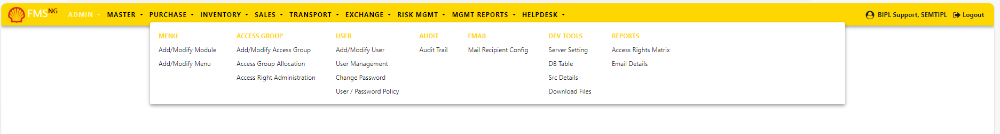 FMSNG ADMIN MASTER PURCHASE INVENTORY SALES TRANSPORT EXCHANGE RISK MGMT MGMT REPORTS HELPDESK BIPL Support, SEMTIPL Logout
MENU ACCESS GROUP USER AUDIT EMAIL DEV TOOLS REPORTS
Add/Modify Module Add/Modify Access Group Add/Modify User Audit Trail Mail Recipient Config Server Setting Access Rights Matrix
Add/Modify Menu Access Group Allocation User Management DB Table Email Details
Access Right Administration Change Password Src Details
User / Password Policy Download Files